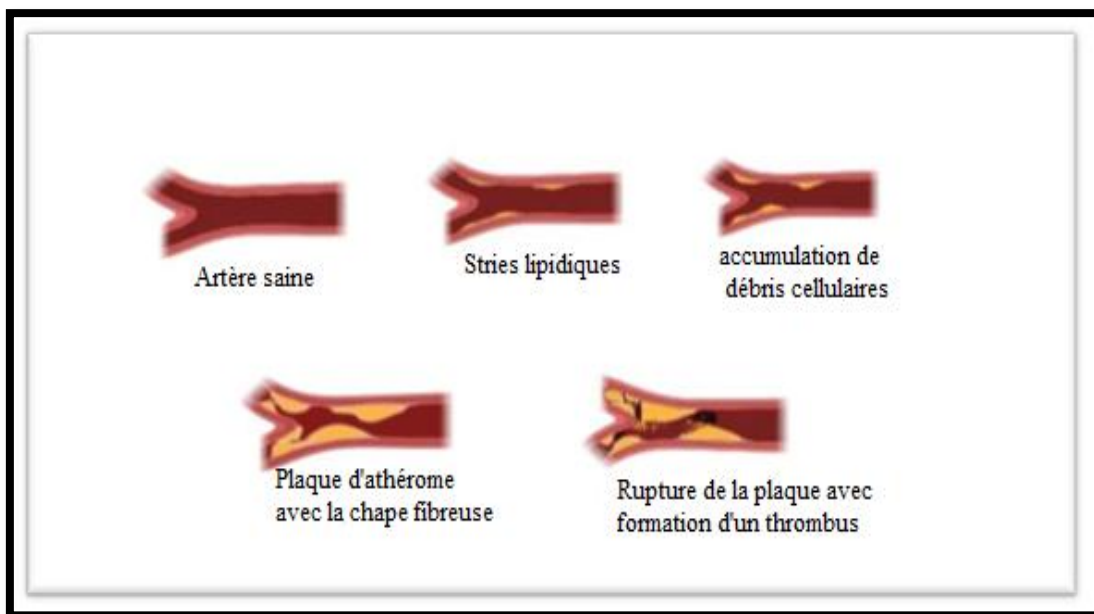 Artère saine
Stries lipidiques
accumulation de
débris cellulaires
Plaque d'athérome
avec la chape fibreuse
Rupture de la plaque avec
formation d'un thrombus